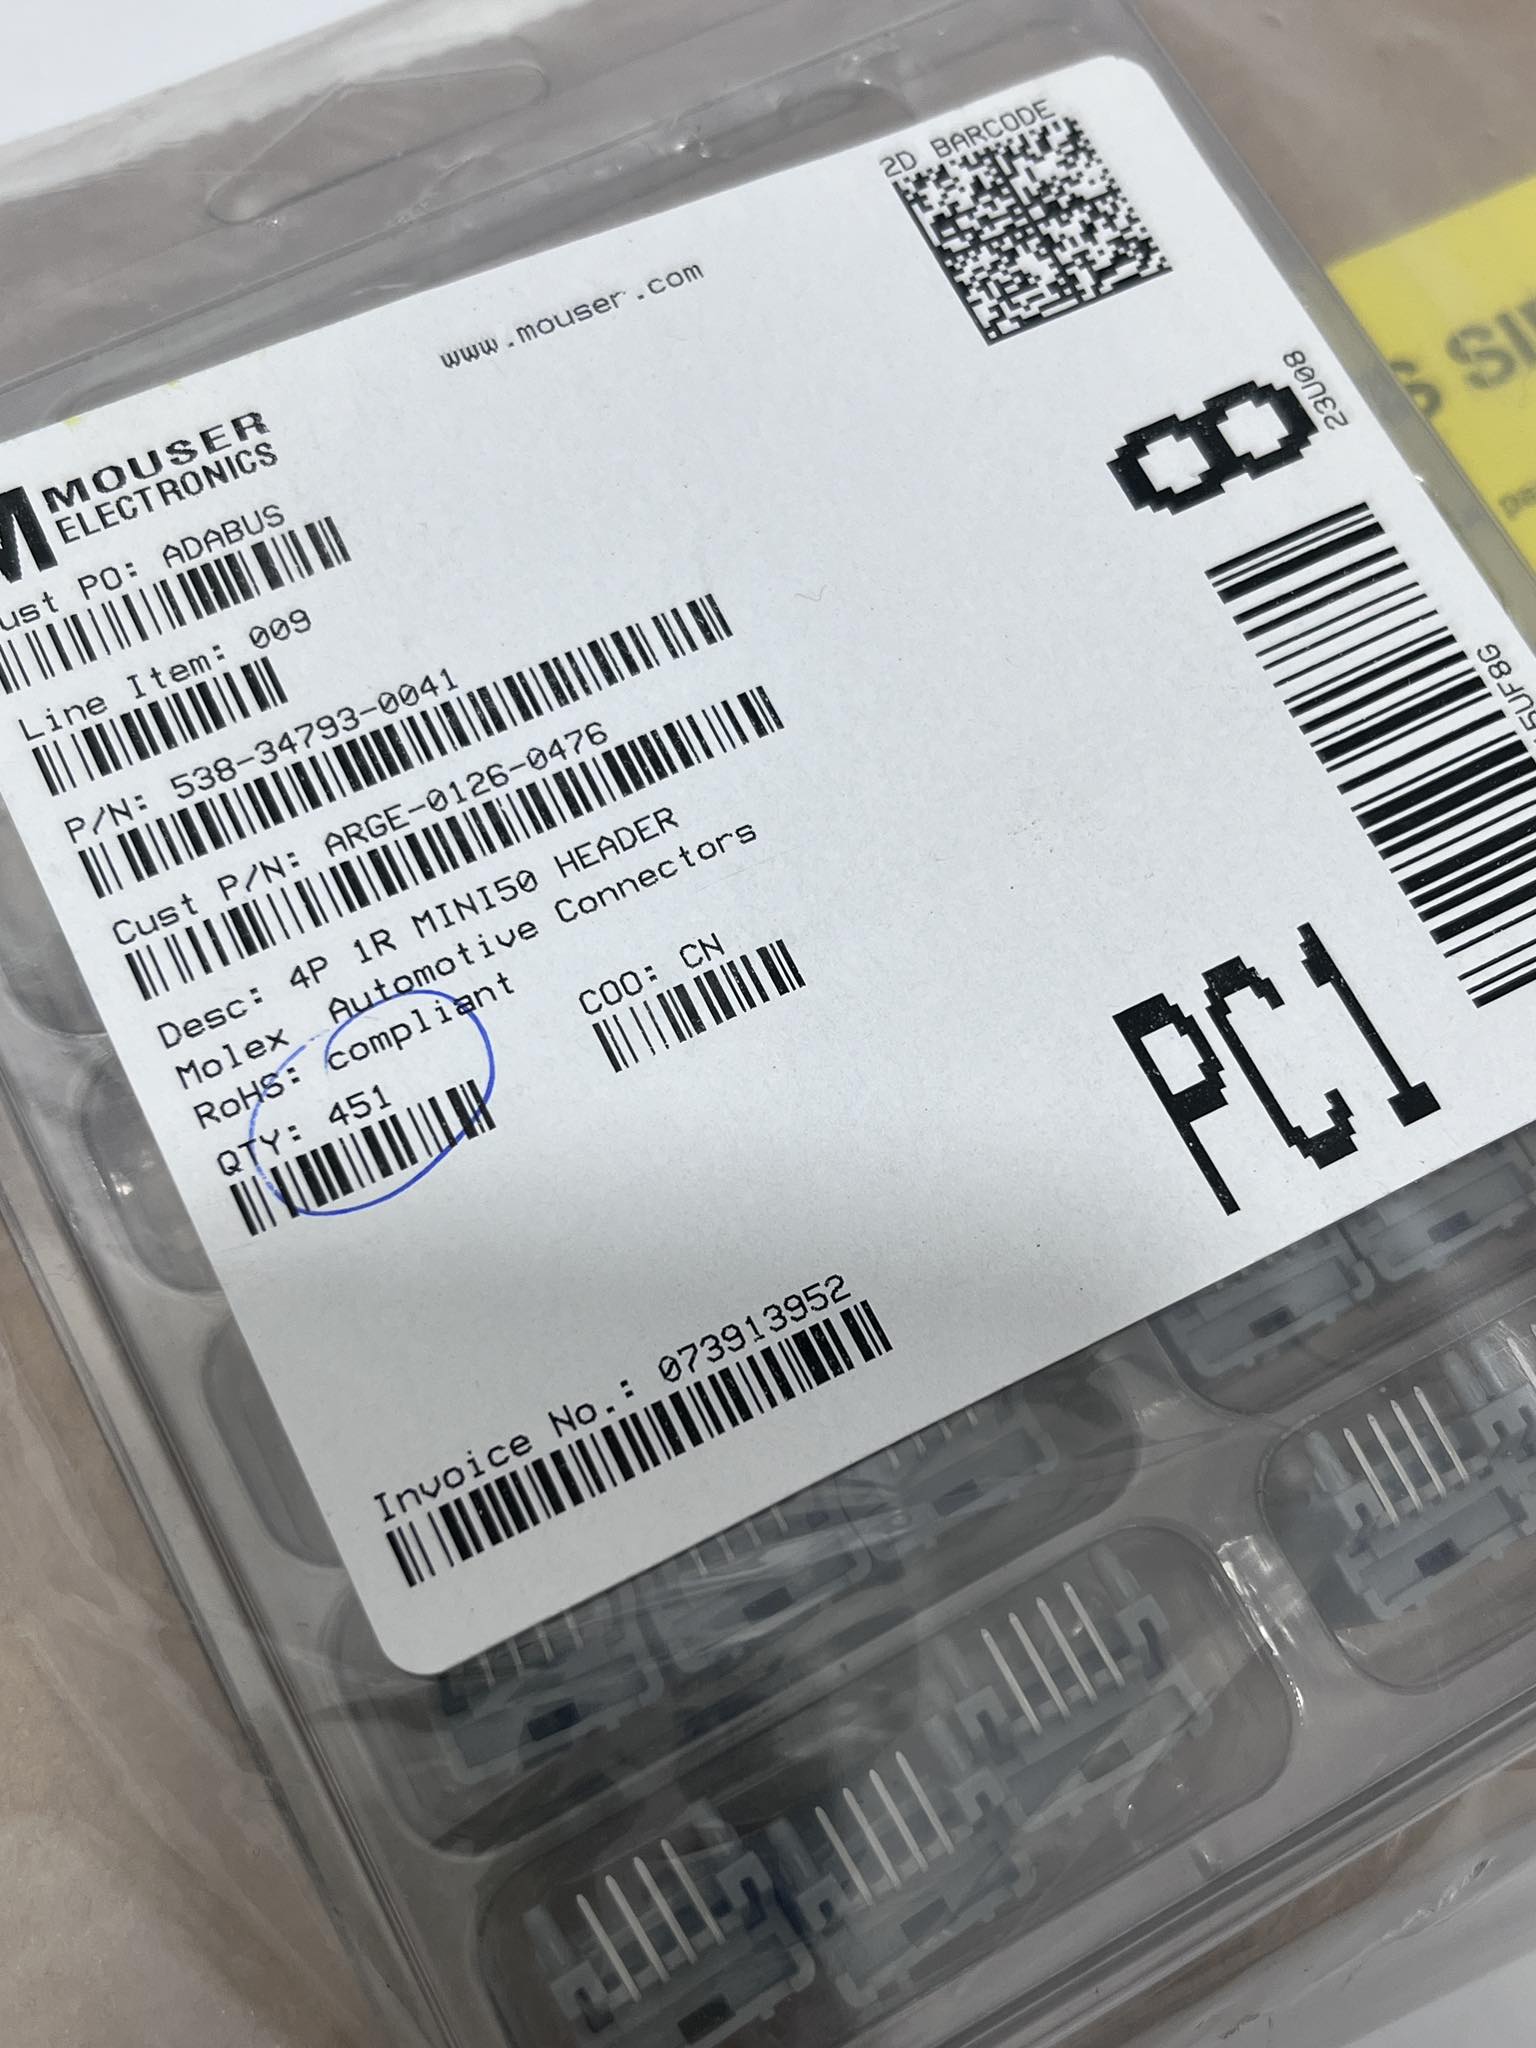 2D BARCODE
www.mouser.com
MOUSER
ELECTRONICS
23U08
8
Cust PO: ADABUS
Line Item: 009
P/N: 538-34793-0041
Cust P/N: ARGE-0126-0476
Desc: 4P 1R MINI50 HEADER
Molex Automotive Connectors
RoHS: compliant
COO: CN
QTY: 451
PC1
Invoice No.: 073913952